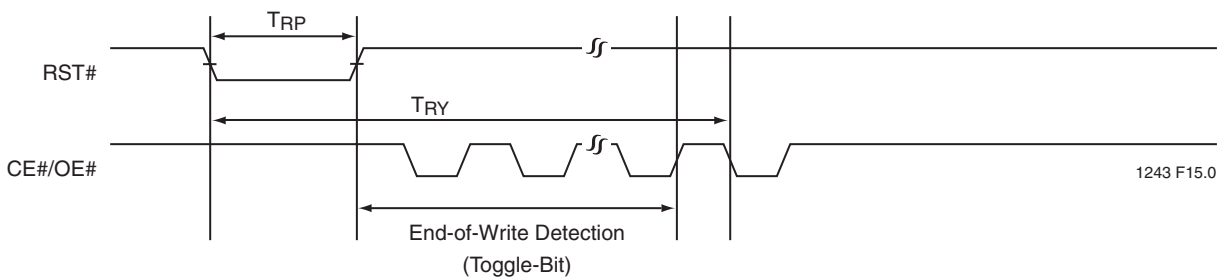 TRP
RST#
TRY
CE#/OE#
1243 F15.0
End-of-Write Detection
(Toggle-Bit)